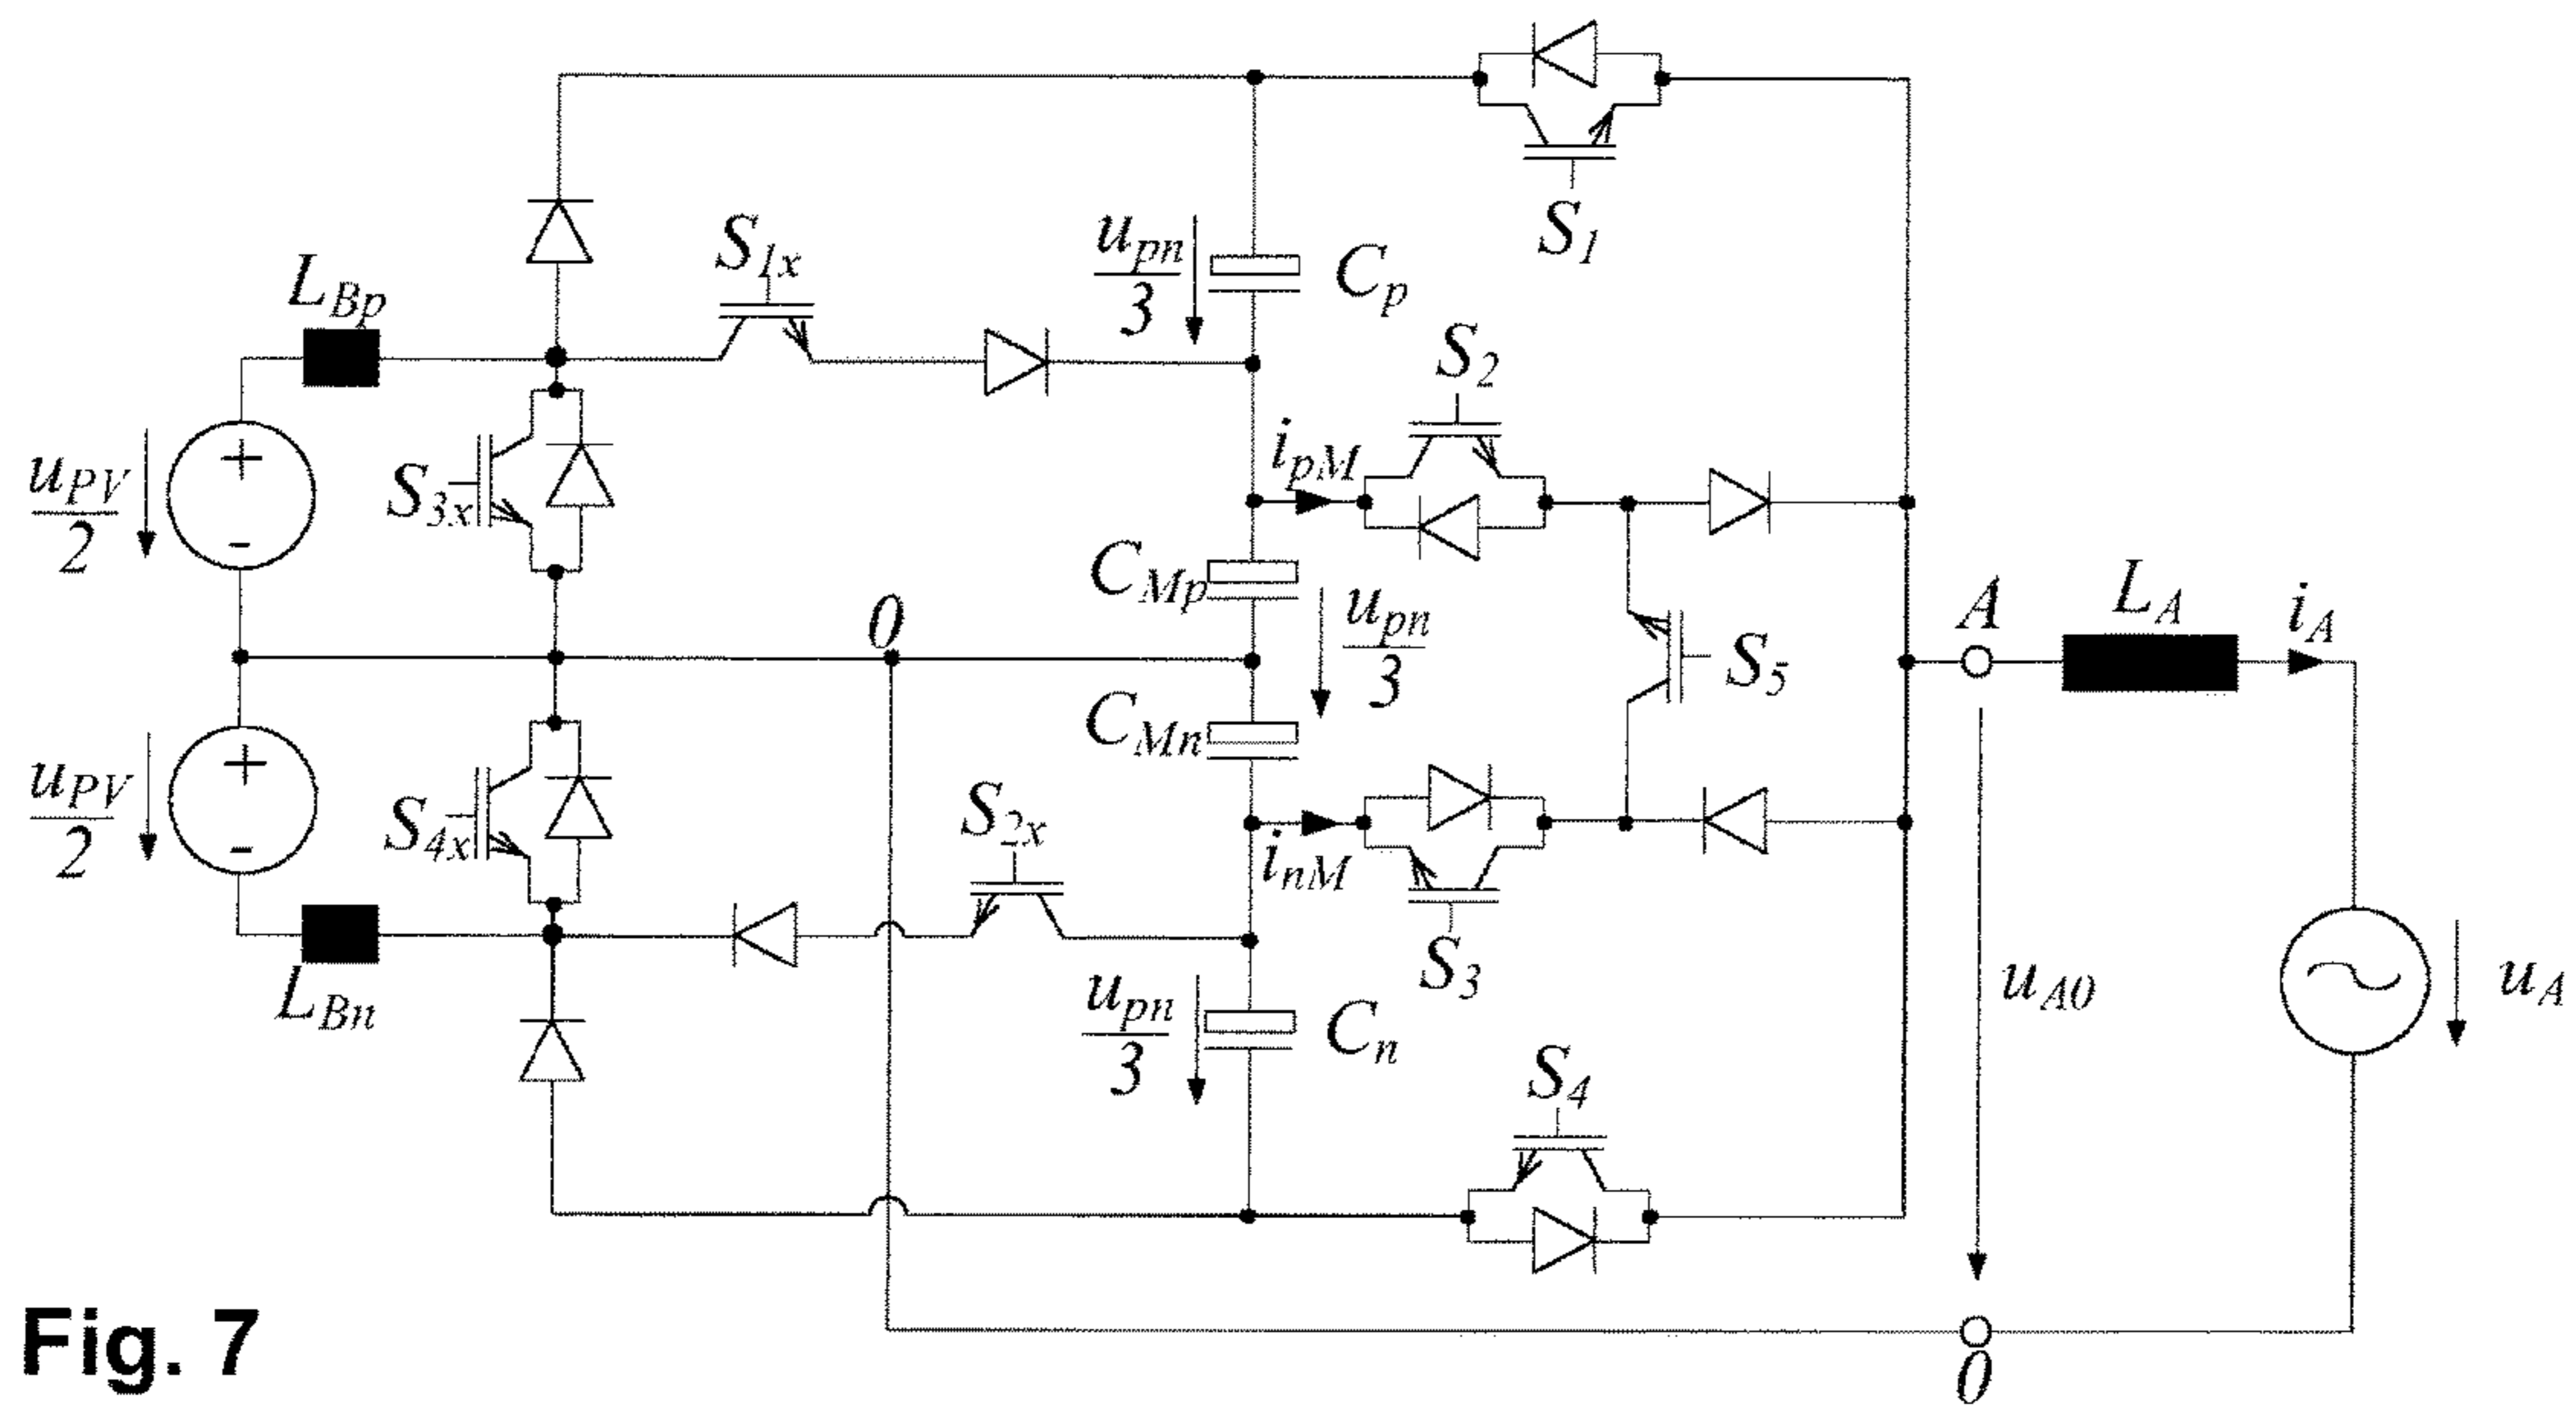 S1
S1x
upn
3
Cp
LBp
S2
ipM
uPV
2
+
-
S3x
CMp
upn
3
0
S5
A
LA
iA
CMn
uPV
2
+
-
S4x
S2x
inM
S3
LBn
upn
3
Cn
uA0
uA
S4
0
Fig. 7